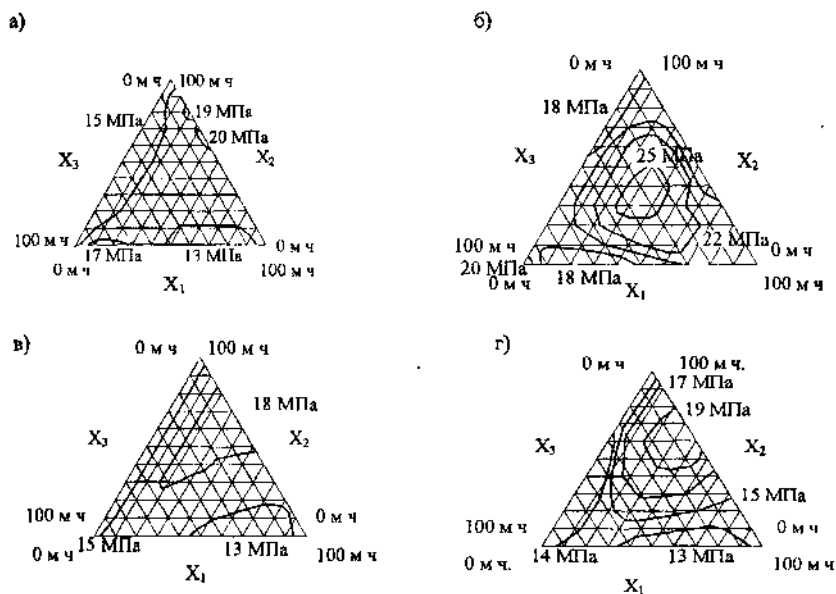 а)
0 м ч 100 м ч
19 МПа
15 МПа
20 МПа
X₃
X₂
100 м ч
0 м ч
0 м ч
17 МПа
13 МПа
100 м ч
X₁
б)
0 м ч 100 м ч
18 МПа
25 МПа
X₃
X₂
22 МПа
100 м ч
0 м ч
20 МПа
0 м ч
18 МПа
100 м ч
X₁
в)
0 м ч 100 м ч
18 МПа
X₃
X₂
100 м ч
0 м ч
0 м ч
15 МПа
13 МПа
100 м ч
X₁
г)
0 м ч 100 м ч.
17 МПа
19 МПа
X₃
X₂
15 МПа
100 м ч
0 м ч
0 м ч.
14 МПа
13 МПа
100 м ч
X₁